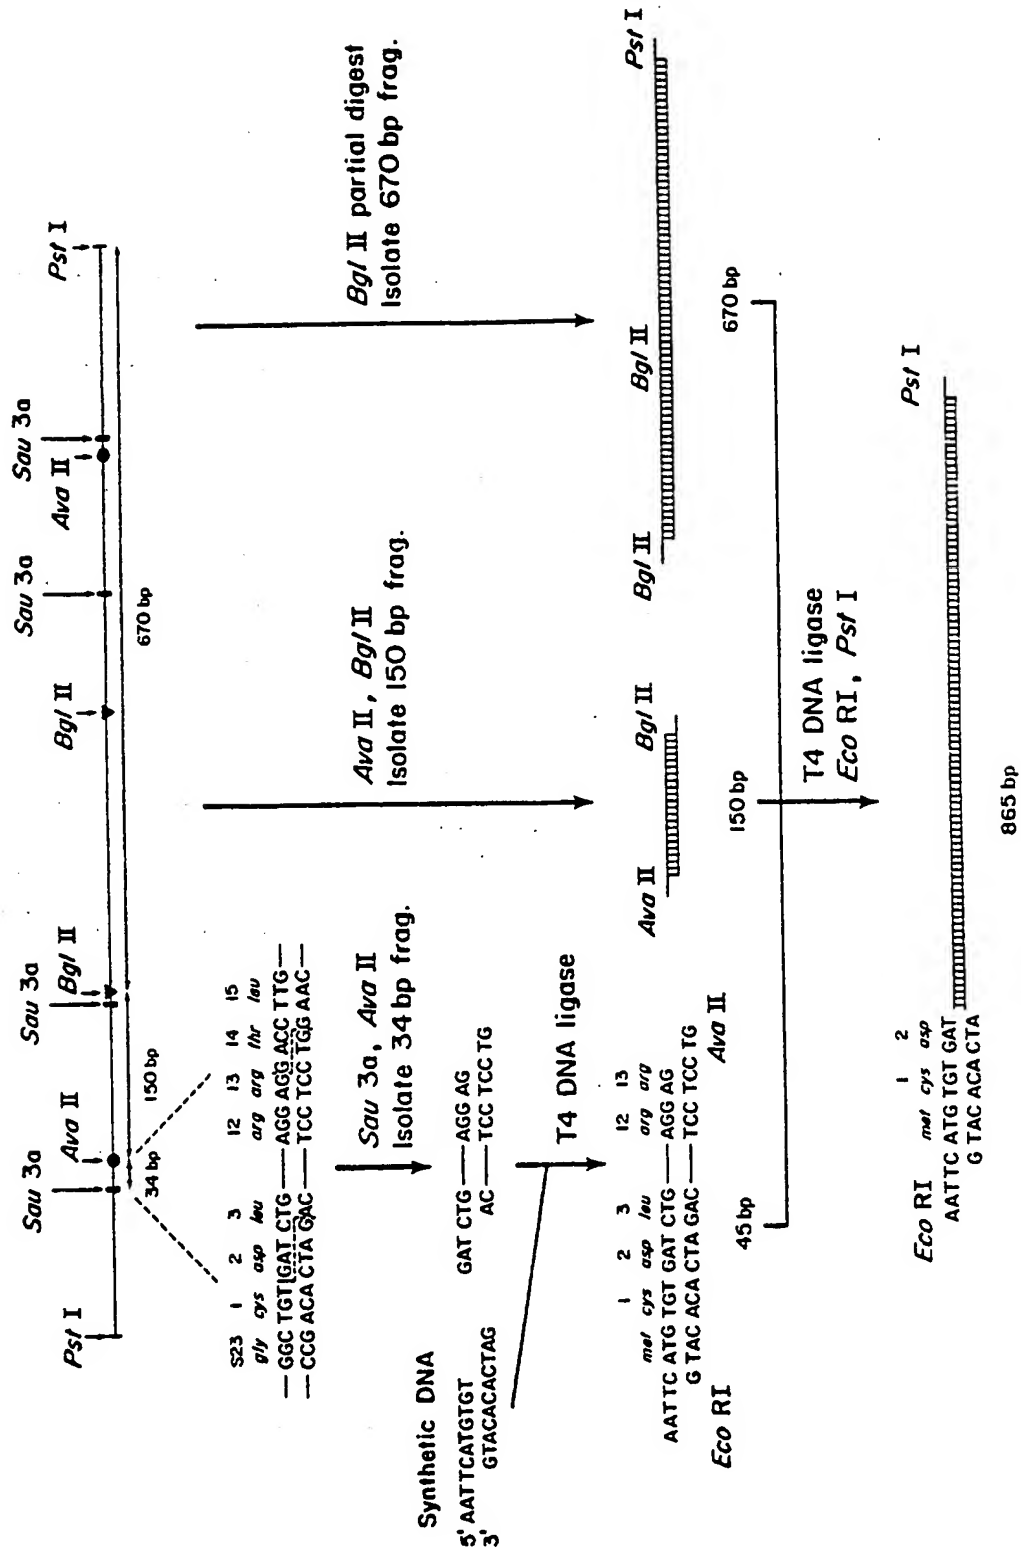 Pst I
Sau 3a
Ava II
Sau 3a
Bgl II
Bgl II
Sau 3a
Ava II
Sau 3a
Pst I
34 bp
150 bp
670 bp
S23 1 2 3 12 13 14 15
gly cys asp leu arg arg thr leu
— GGC TGT GAT CTG —— AGG AGG ACC TTG —
— CCG ACA CTA GAC —— TCC TCC TGG AAC —
Sau 3a, Ava II
Isolate 34 bp frag.
Ava II, Bgl II
Isolate 150 bp frag.
Bgl II partial digest
Isolate 670 bp frag.
Synthetic DNA
5' AATTCATGTGT
3' GTACACACTAG
GAT CTG —— AGG AG
AC —— TCC TCC TG
T4 DNA ligase
1 2 3 12 13
met cys asp leu arg arg
AATTC ATG TGT GAT CTG —— AGG AG
G TAC ACA CTA GAC —— TCC TCC TG
Eco RI
Ava II
Ava II
Bgl II
Bgl II
Bgl II
Pst I
45 bp
150 bp
670 bp
T4 DNA ligase
Eco RI, Pst I
1 2
Eco RI met cys asp
AATTC ATG TGT GAT
G TAC ACA CTA
Pst I
865 bp